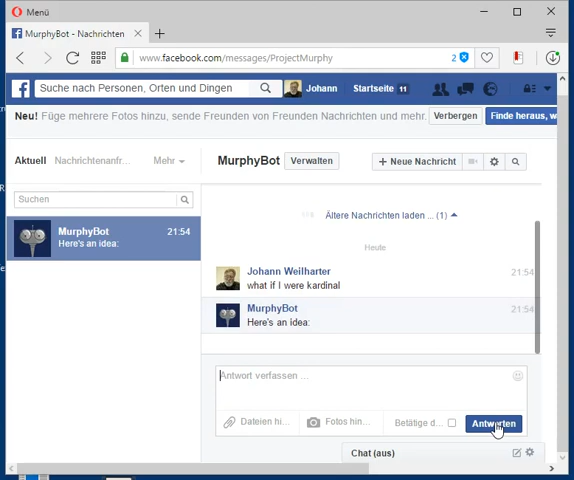 Menü
MurphyBot - Nachrichten
www.facebook.com/messages/ProjectMurphy
2
Suche nach Personen, Orten und Dingen
Johann
Startseite 11
Neu! Füge mehrere Fotos hinzu, sende Freunden von Freunden Nachrichten und mehr.
Verbergen
Finde heraus, w
Aktuell
Nachrichtenanfr...
Mehr
MurphyBot
Verwalten
+ Neue Nachricht
Suchen
MurphyBot
21:54
Here's an idea:
Ältere Nachrichten laden ... (1)
Heute
Johann Weilharter
21:54
what if I were kardinal
MurphyBot
21:54
Here's an idea:
Antwort verfassen ...
Dateien hi...
Fotos hin...
Betätige d...
Antworten
Chat (aus)